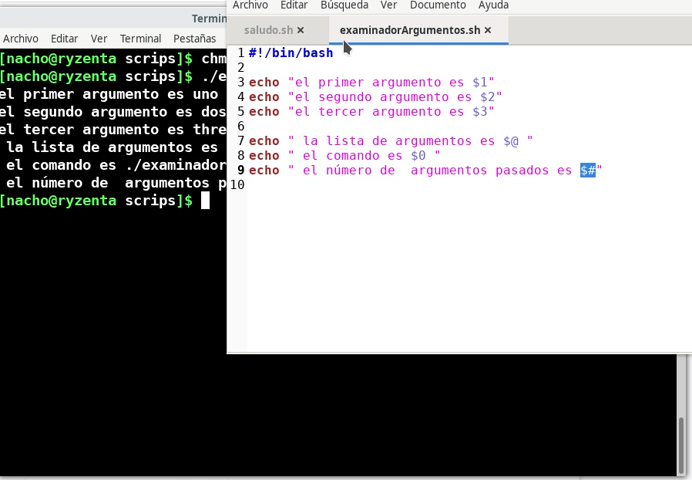 Termin
Archivo Editar Ver Terminal Pestañas
[nacho@ryzenta scrips]$ chm
[nacho@ryzenta scrips]$ ./e
el primer argumento es uno
el segundo argumento es dos
el tercer argumento es thre
la lista de argumentos es
el comando es ./examinador
el número de  argumentos p
[nacho@ryzenta scrips]$
Archivo Editar Búsqueda Ver Documento Ayuda
saludo.sh × examinadorArgumentos.sh ×
1 #!/bin/bash
2
3 echo "el primer argumento es $1"
4 echo "el segundo argumento es $2"
5 echo "el tercer argumento es $3"
6
7 echo " la lista de argumentos es $@ "
8 echo " el comando es $0 "
9 echo " el número de  argumentos pasados es $#"
10